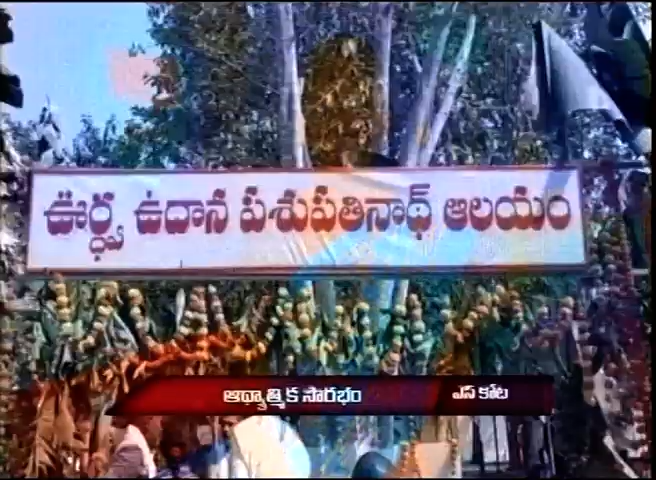 ఊర్ధ్వ ఉదాన పశుపతినాథ్ ఆలయం
ఆధ్యాత్మిక సౌరభం ఎస్ కోట